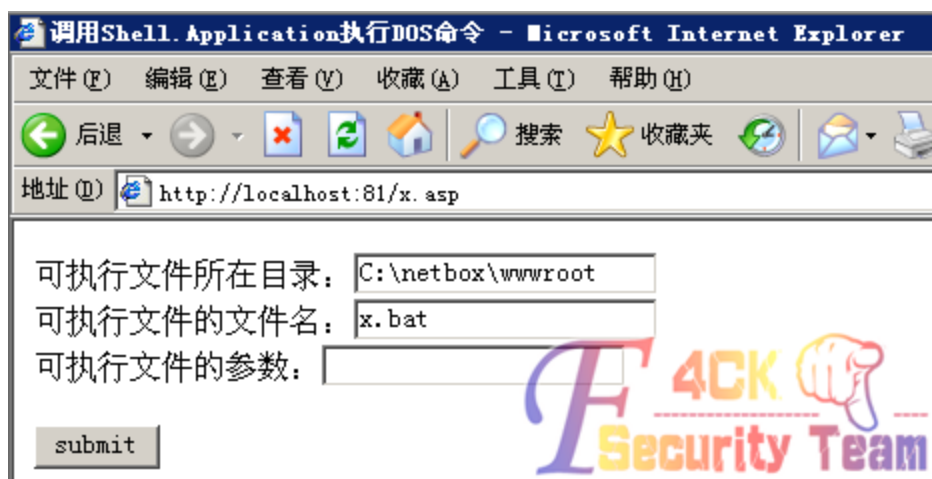 调用Shell.Application执行DOS命令 - Microsoft Internet Explorer
文件(F) 编辑(E) 查看(V) 收藏(A) 工具(T) 帮助(H)
后退 搜索 收藏夹
地址(D) http://localhost:81/x.asp
可执行文件所在目录：C:\netbox\wwwroot
可执行文件的文件名：x.bat
可执行文件的参数：
F4CK
Security Team
submit